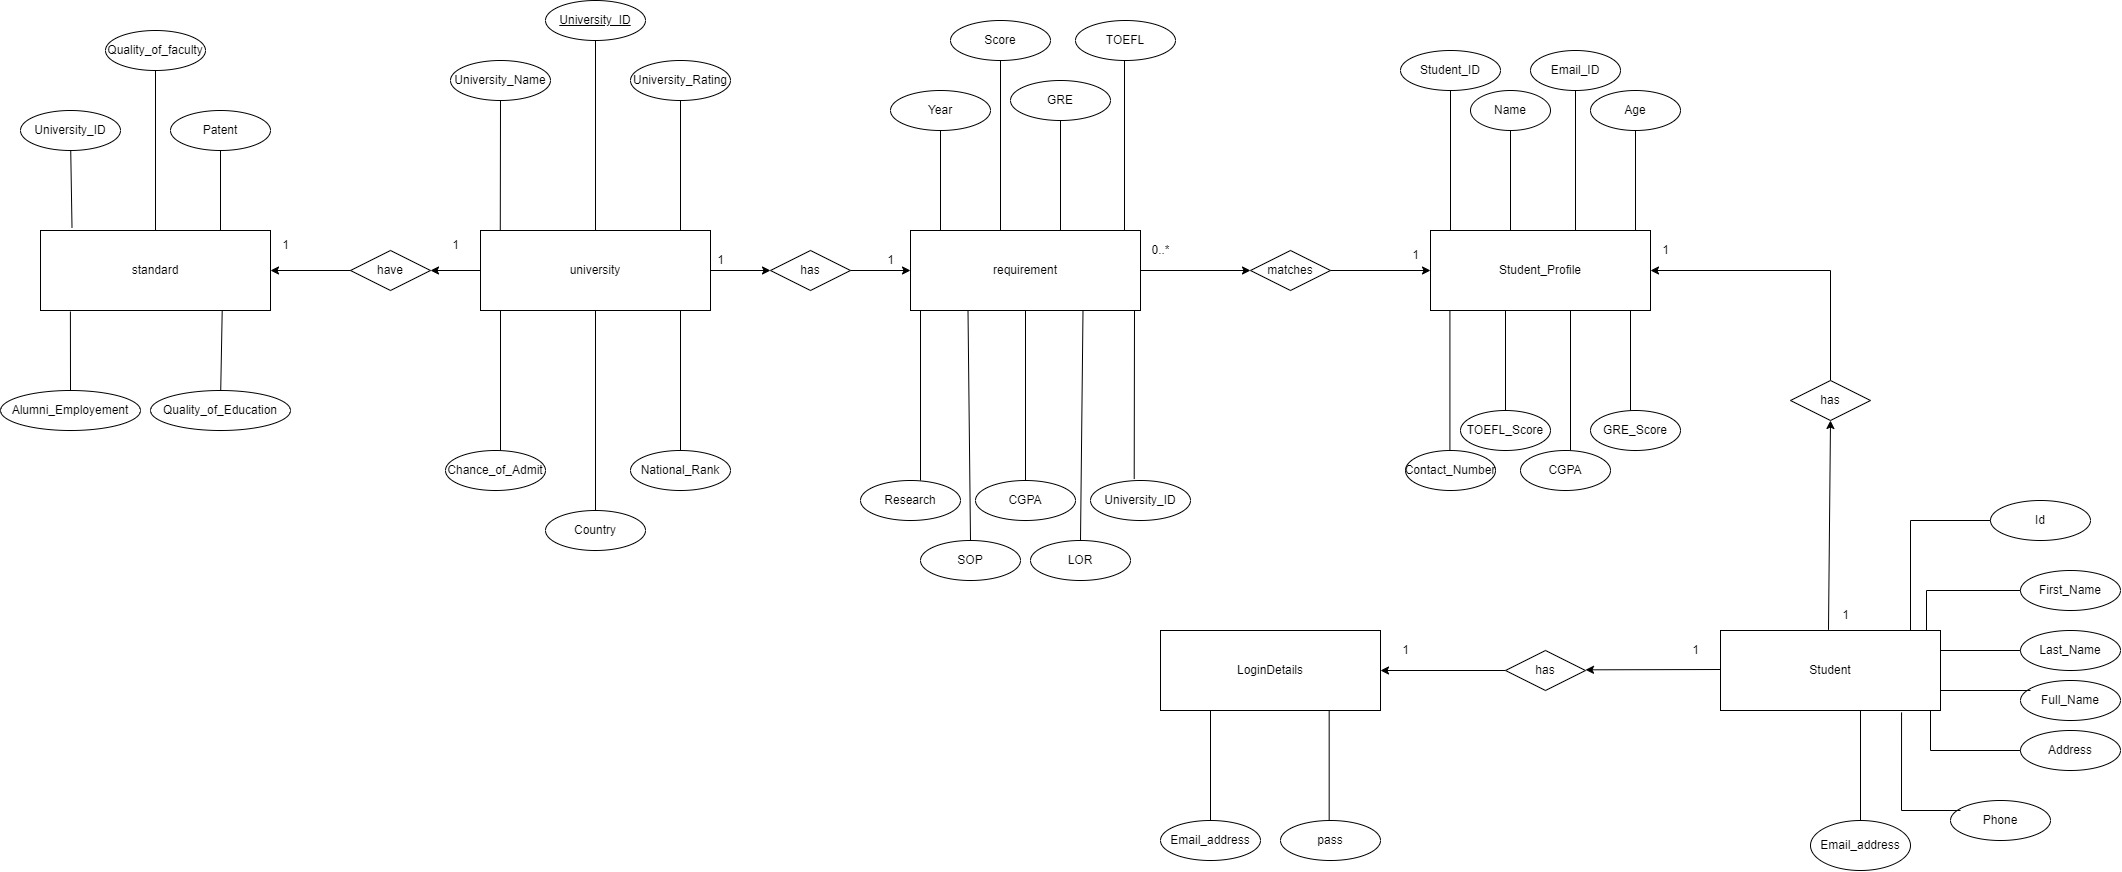 University_ID
Quality_of_faculty
University_Name
University_Rating
Score
TOEFL
Year
GRE
Student_ID
Email_ID
Name
Age
University_ID
Patent
standard
1
have
1
university
1
has
1
requirement
0..*
matches
1
Student_Profile
1
Alumni_Employement
Quality_of_Education
Chance_of_Admit
National_Rank
Country
Research
CGPA
University_ID
SOP
LOR
TOEFL_Score
GRE_Score
Contact_Number
CGPA
has
1
Id
First_Name
Last_Name
Full_Name
Address
LoginDetails
1
has
1
Student
Email_address
pass
Email_address
Phone